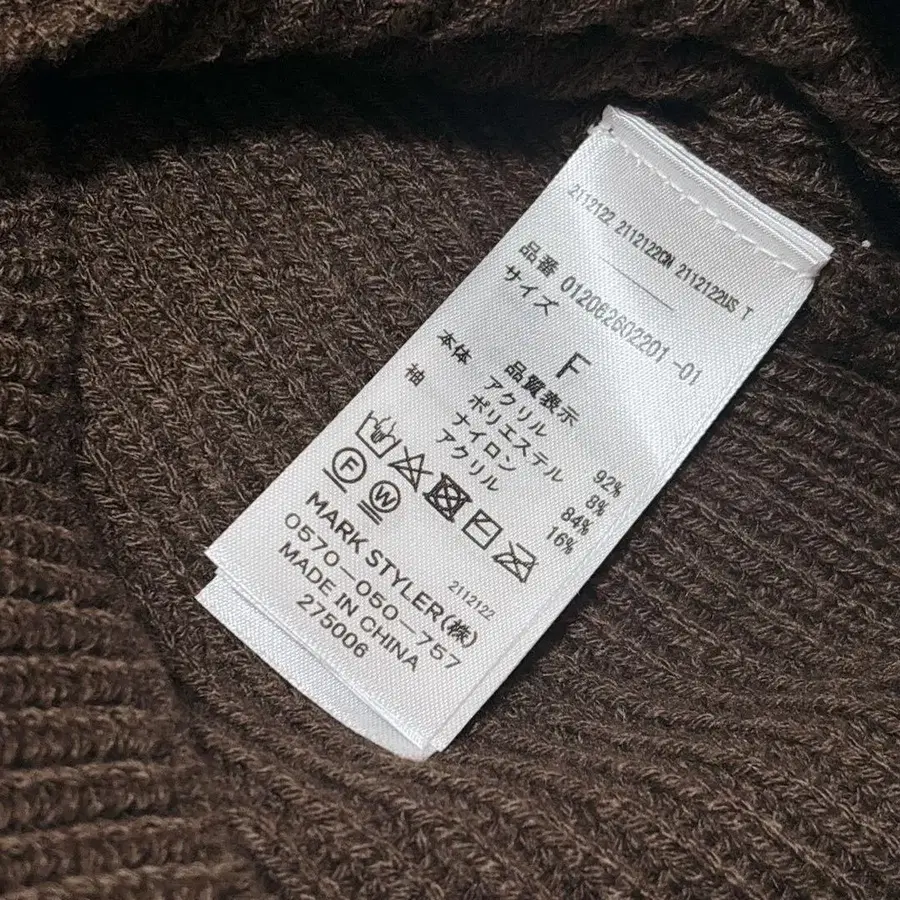 2112122 2112122CN 2112122US T
品番 012062602201-01
サイズ
F
品質表示
本体 アクリル 92%
ポリエステル 8%
袖 ナイロン 84%
アクリル 16%
F W
2112122
MARK STYLER(株)
0570-050-757
MADE IN CHINA
275006